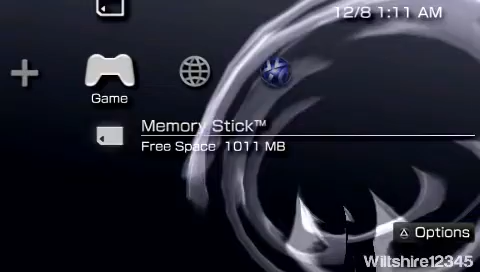 12/8 1:11 AM
Game
Memory Stick™
Free Space 1011 MB
Options
Wiltshire12345